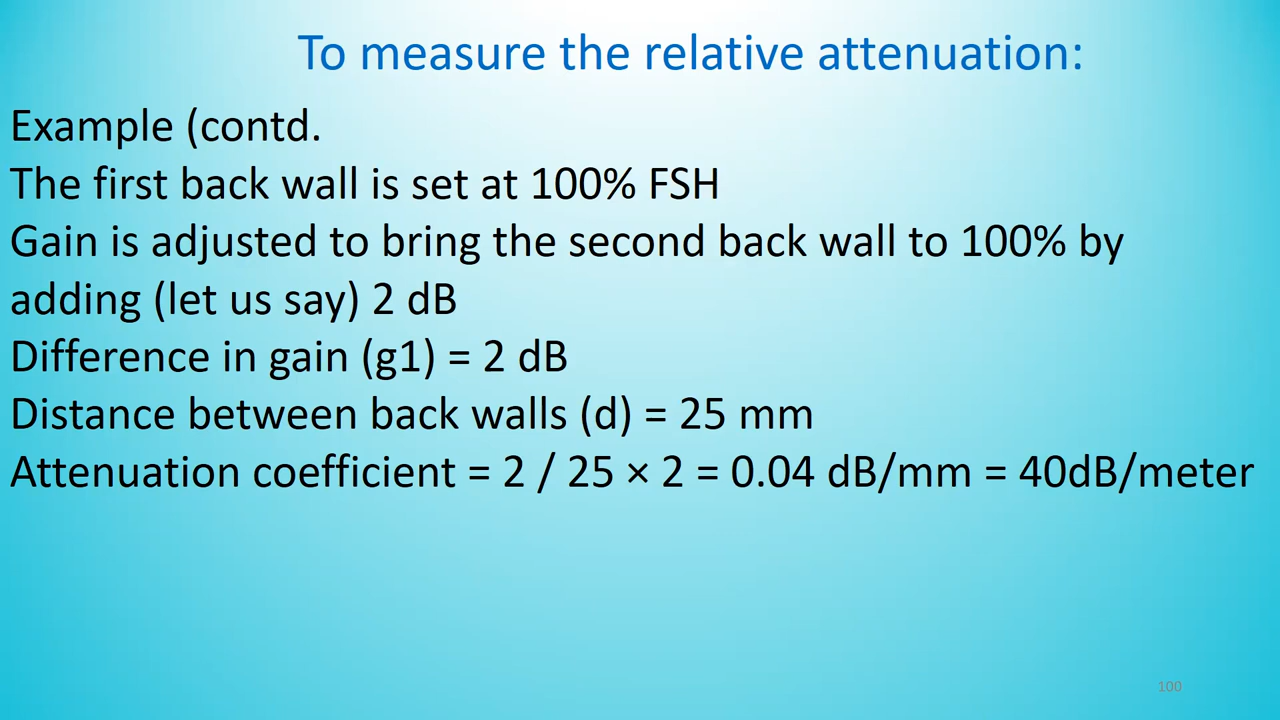 To measure the relative attenuation:
Example (contd.
The first back wall is set at 100% FSH
Gain is adjusted to bring the second back wall to 100% by
adding (let us say) 2 dB
Difference in gain (g1) = 2 dB
Distance between back walls (d) = 25 mm
Attenuation coefficient = 2 / 25 × 2 = 0.04 dB/mm = 40dB/meter
100